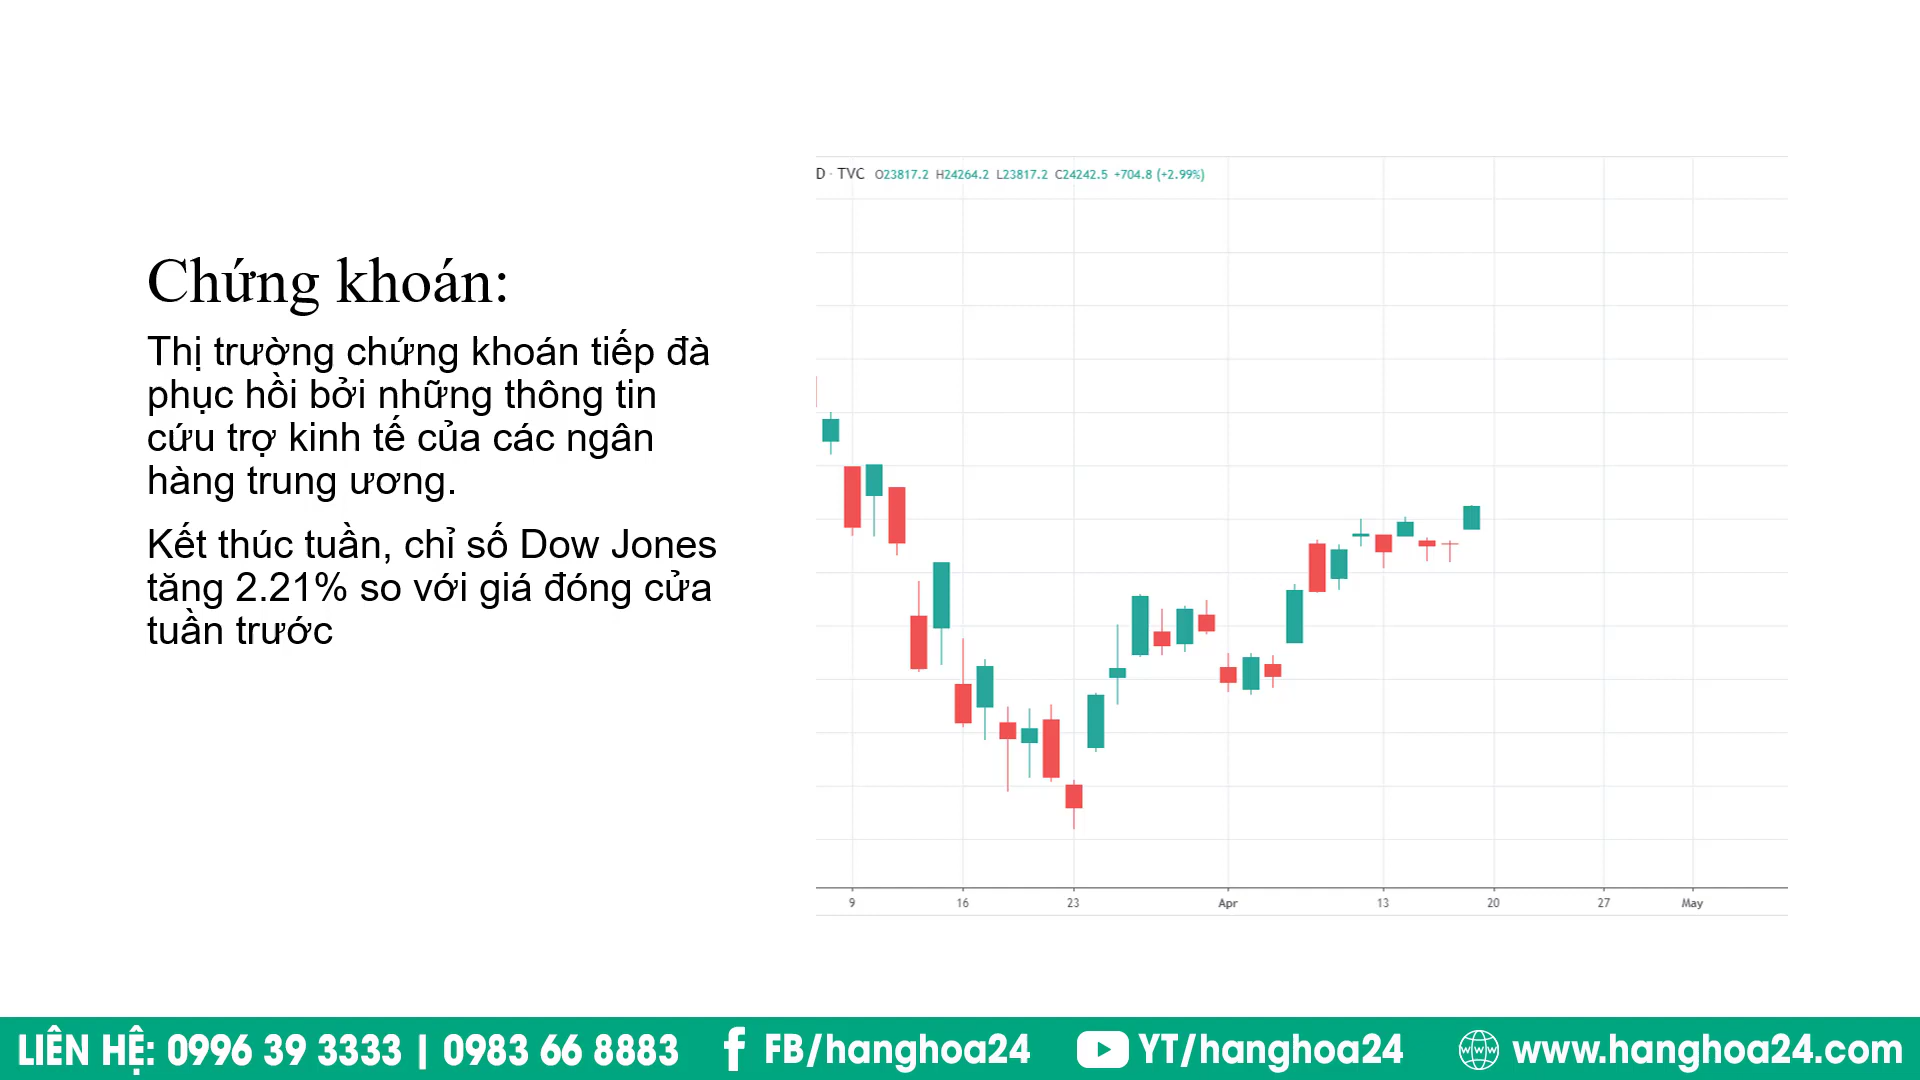 D · TVC O23817.2 H24264.2 L23817.2 C24242.5 +704.8 (+2.99%)
Chứng khoán:
Thị trường chứng khoán tiếp đà
phục hồi bởi những thông tin
cứu trợ kinh tế của các ngân
hàng trung ương.
Kết thúc tuần, chỉ số Dow Jones
tăng 2.21% so với giá đóng cửa
tuần trước
9 16 23 Apr 13 20 27 May
LIÊN HỆ: 0996 39 3333 | 0983 66 8883 FB/hanghoa24 YT/hanghoa24 www.hanghoa24.com